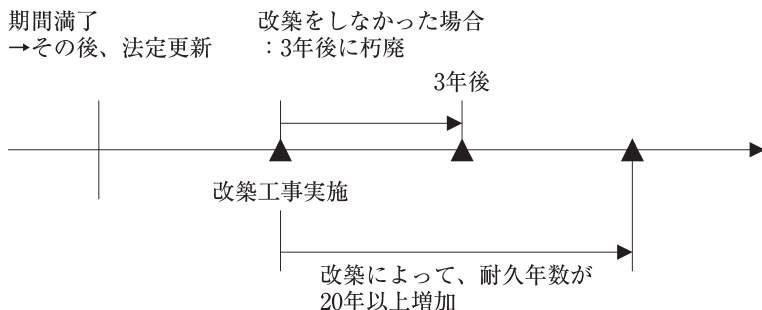 期間満了
→その後、法定更新
改築をしなかった場合
：3年後に朽廃
3年後
改築工事実施
改築によって、耐久年数が
20年以上増加